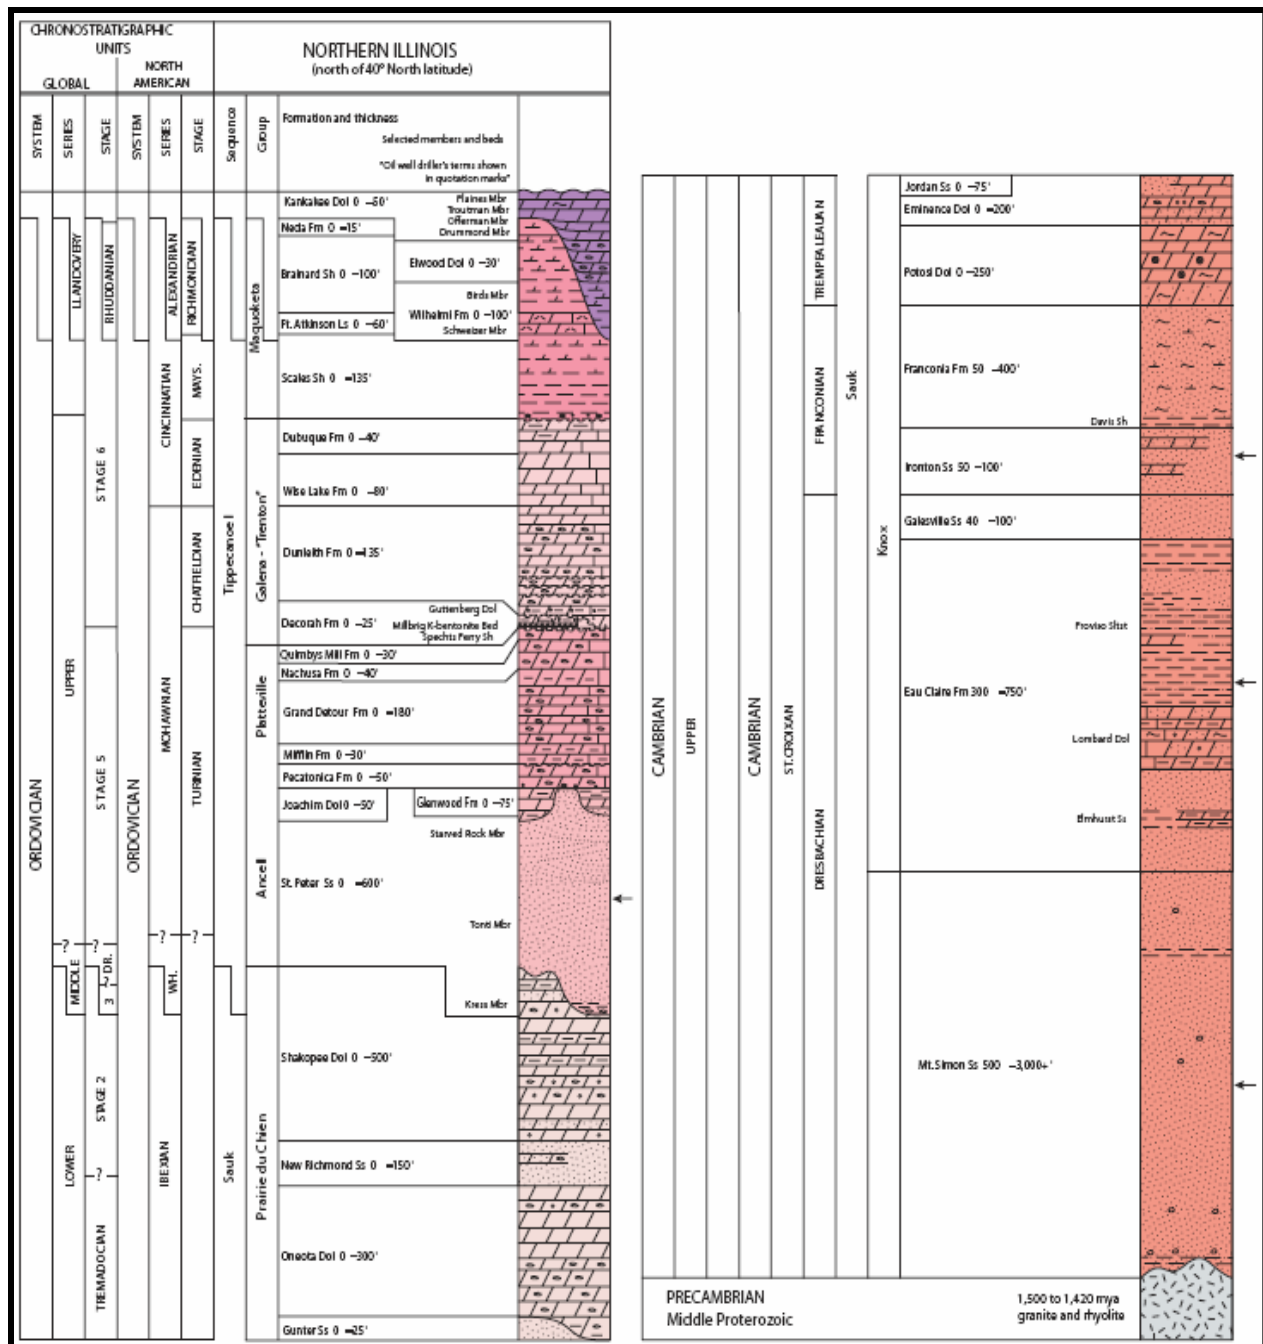 CHRONOSTRATIGRAPHIC
UNITS
GLOBAL
NORTH
AMERICAN
NORTHERN ILLINOIS
(north of 40° North latitude)
SYSTEM
SERIES
STAGE
SYSTEM
SERIES
STAGE
Sequence
Group
Formation and thickness
Selected members and beds
"Oil well driller's terms shown
in quotation marks"
ORDOVICIAN
LLANDOVERY
UPPER
MIDDLE
LOWER
RHUDDANIAN
STAGE 6
STAGE 5
DR.
3
STAGE 2
TREMADOCIAN
?
?
?
?
?
?
ORDOVICIAN
ALEXANDRIAN
CINCINNATIAN
MOHAWKIAN
WH.
IBEXIAN
RICHMONDIAN
MAYS.
EDENIAN
CHATFIELDIAN
TURINIAN
Tippecanoe I
Sauk
Maquoketa
Galena - "Trenton"
Platteville
Ancell
Prairie du Chien
Kankakee Dol 0 –50'
Plaines Mbr
Troutman Mbr
Offerman Mbr
Drummond Mbr
Neda Fm 0 –15'
Elwood Dol 0 –30'
Brainard Sh 0 –100'
Birds Mbr
Wilhelmi Fm 0 –100'
Schweizer Mbr
Ft. Atkinson Ls 0 –60'
Scales Sh 0 –135'
Dubuque Fm 0 –40'
Wise Lake Fm 0 –80'
Dunleith Fm 0 –135'
Guttenberg Dol
Decorah Fm 0 –25'
Millbrig K-bentonite Bed
Spechts Ferry Sh
Quimbys Mill Fm 0 –30'
Nachusa Fm 0 –40'
Grand Detour Fm 0 –180'
Mifflin Fm 0 –30'
Pecatonica Fm 0 –50'
Joachim Dol 0 –50'
Glenwood Fm 0 –75'
Starved Rock Mbr
St. Peter Ss 0 –600'
Tonti Mbr
Kress Mbr
Shakopee Dol 0 –500'
New Richmond Ss 0 –150'
Oneota Dol 0 –300'
Gunter Ss 0 –25'
CAMBRIAN
UPPER
CAMBRIAN
ST. CROIXAN
TREMPEALEAUAN
FRANCONIAN
DRESBACHIAN
Sauk
Knox
Jordan Ss 0 –75'
Eminence Dol 0 –200'
Potosi Dol 0 –250'
Franconia Fm 50 –400'
Davis Sh
Ironton Ss 50 –100'
Galesville Ss 40 –100'
Proviso Sltst
Eau Claire Fm 300 –750'
Lombard Dol
Elmhurst Ss
Mt. Simon Ss 500 –3,000+'
PRECAMBRIAN
Middle Proterozoic
1,500 to 1,420 mya
granite and rhyolite